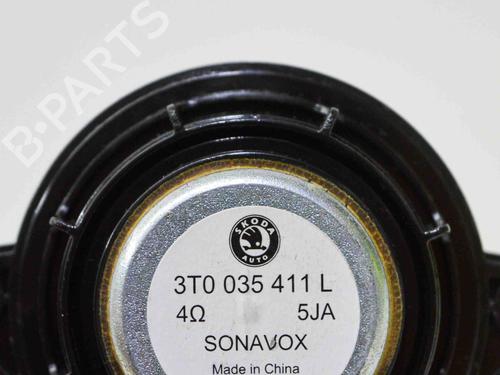 B-PARTS
SKODA
AUTO
3T0 035 411 L
4Ω 5JA
SONAVOX
Made in China